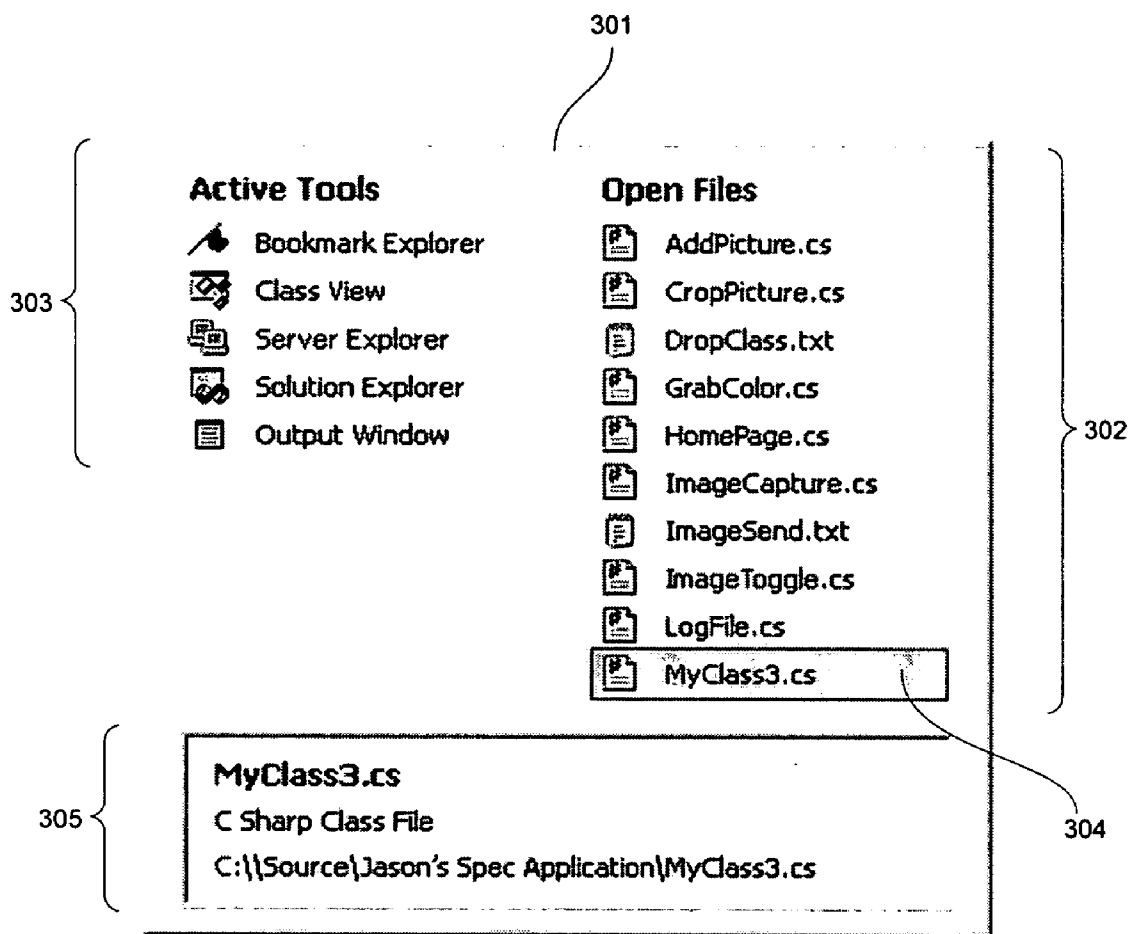 301
Active Tools
Bookmark Explorer
Class View
Server Explorer
Solution Explorer
Output Window
303
Open Files
AddPicture.cs
CropPicture.cs
DropClass.txt
GrabColor.cs
HomePage.cs
ImageCapture.cs
ImageSend.txt
ImageToggle.cs
LogFile.cs
MyClass3.cs
302
304
305
MyClass3.cs
C Sharp Class File
C:\\Source\Jason's Spec Application\MyClass3.cs